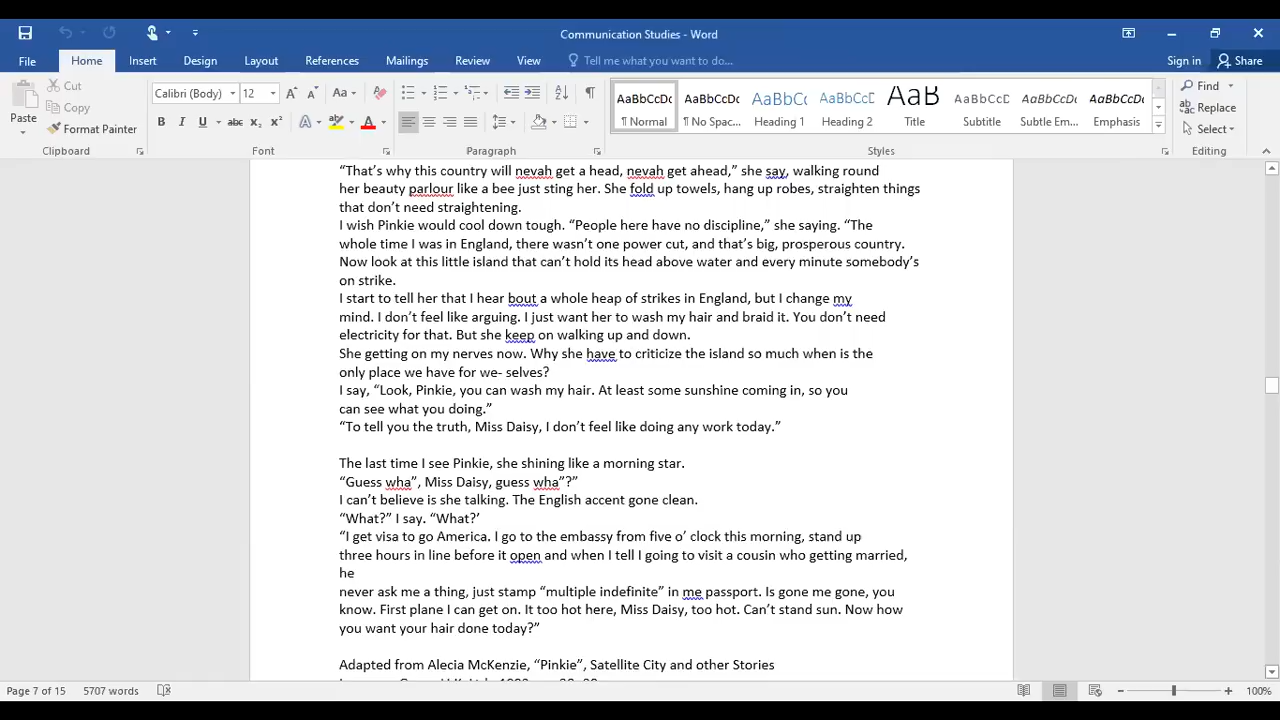 Communication Studies - Word
File Home Insert Design Layout References Mailings Review View Tell me what you want to do... Sign in Share
Paste Cut Copy Format Painter
Calibri (Body) 12
AaBbCcDc AaBbCcDc AaBbC AaBbCcC AaB AaBbCcC AaBbCcDc AaBbCcDc
¶ Normal ¶ No Spac... Heading 1 Heading 2 Title Subtitle Subtle Em... Emphasis
Find Replace Select
Clipboard Font Paragraph Styles Editing
“That’s why this country will nevah get a head, nevah get ahead,” she say, walking round
her beauty parlour like a bee just sting her. She fold up towels, hang up robes, straighten things
that don’t need straightening.
I wish Pinkie would cool down tough. “People here have no discipline,” she saying. “The
whole time I was in England, there wasn’t one power cut, and that’s big, prosperous country.
Now look at this little island that can’t hold its head above water and every minute somebody’s
on strike.
I start to tell her that I hear bout a whole heap of strikes in England, but I change my
mind. I don’t feel like arguing. I just want her to wash my hair and braid it. You don’t need
electricity for that. But she keep on walking up and down.
She getting on my nerves now. Why she have to criticize the island so much when is the
only place we have for we- selves?
I say, “Look, Pinkie, you can wash my hair. At least some sunshine coming in, so you
can see what you doing.”
“To tell you the truth, Miss Daisy, I don’t feel like doing any work today.”
The last time I see Pinkie, she shining like a morning star.
“Guess wha”, Miss Daisy, guess wha”?”
I can’t believe is she talking. The English accent gone clean.
“What?” I say. “What?’
“I get visa to go America. I go to the embassy from five o’ clock this morning, stand up
three hours in line before it open and when I tell I going to visit a cousin who getting married,
he
never ask me a thing, just stamp “multiple indefinite” in me passport. Is gone me gone, you
know. First plane I can get on. It too hot here, Miss Daisy, too hot. Can’t stand sun. Now how
you want your hair done today?”
Adapted from Alecia McKenzie, “Pinkie”, Satellite City and other Stories
Page 7 of 15 5707 words 100%